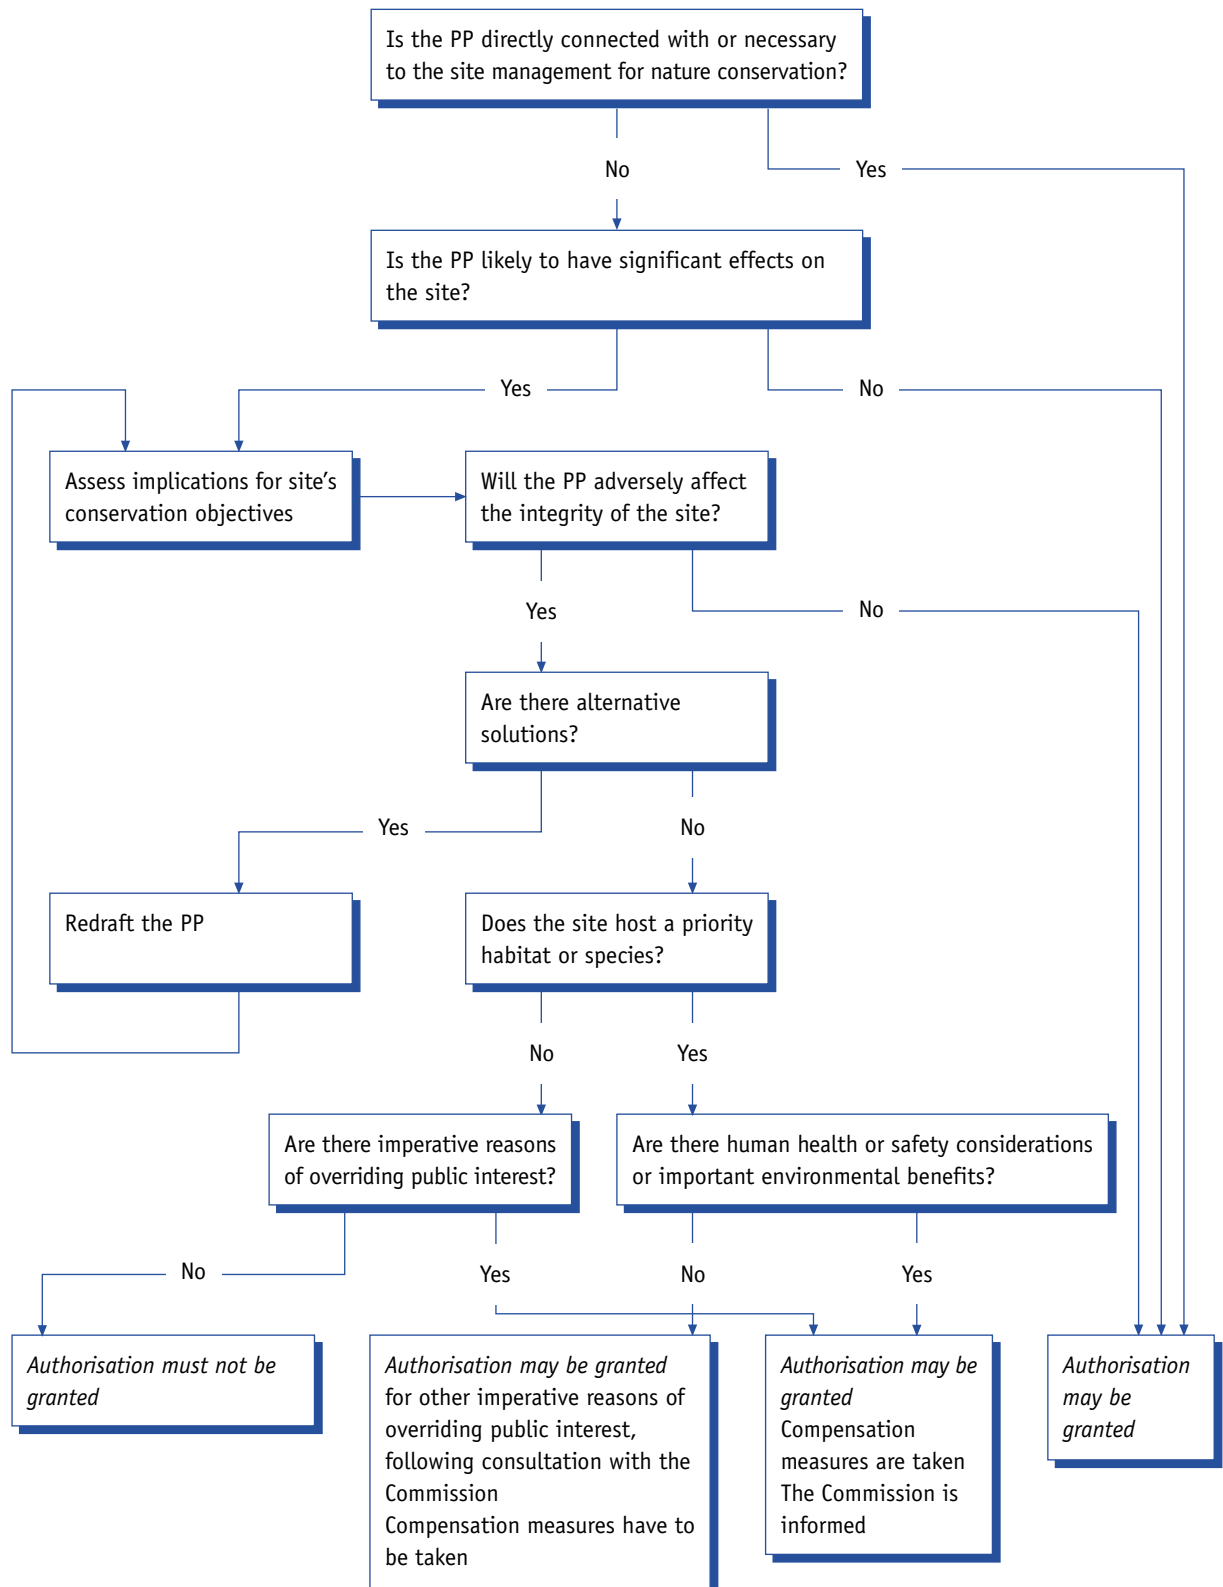 Is the PP directly connected with or necessary
to the site management for nature conservation?
No
Yes
Is the PP likely to have significant effects on
the site?
Yes
No
Assess implications for site's
conservation objectives
Will the PP adversely affect
the integrity of the site?
Yes
No
Are there alternative
solutions?
Yes
No
Redraft the PP
Does the site host a priority
habitat or species?
No
Yes
Are there imperative reasons
of overriding public interest?
Are there human health or safety considerations
or important environmental benefits?
No
Yes
No
Yes
Authorisation must not be
granted
Authorisation may be granted
for other imperative reasons of
overriding public interest,
following consultation with the
Commission
Compensation measures have to
be taken
Authorisation may be
granted
Compensation
measures are taken
The Commission is
informed
Authorisation
may be
granted